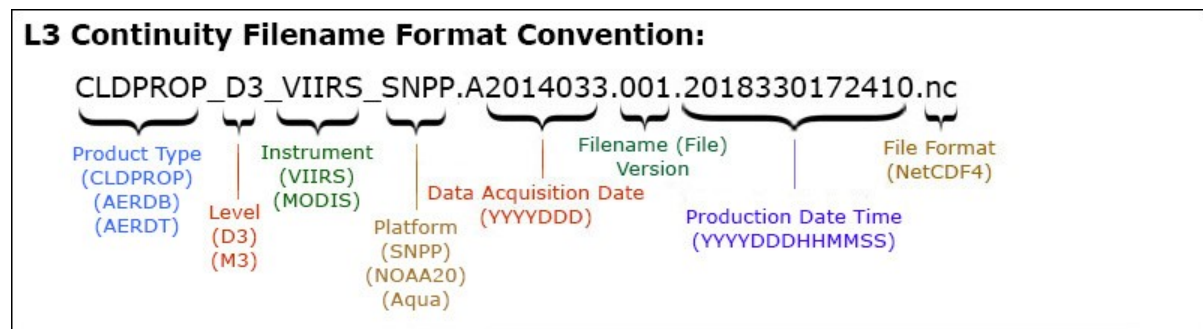 L3 Continuity Filename Format Convention:
CLDPROP_D3_VIIRS_SNPP.A2014033.001.2018330172410.nc
Product Type
(CLDPROP)
(AERDB)
(AERDT)
Level
(D3)
(M3)
Instrument
(VIIRS)
(MODIS)
Platform
(SNPP)
(NOAA20)
(Aqua)
Data Acquisition Date
(YYYYDDD)
Filename (File)
Version
Production Date Time
(YYYYDDDHHMMSS)
File Format
(NetCDF4)